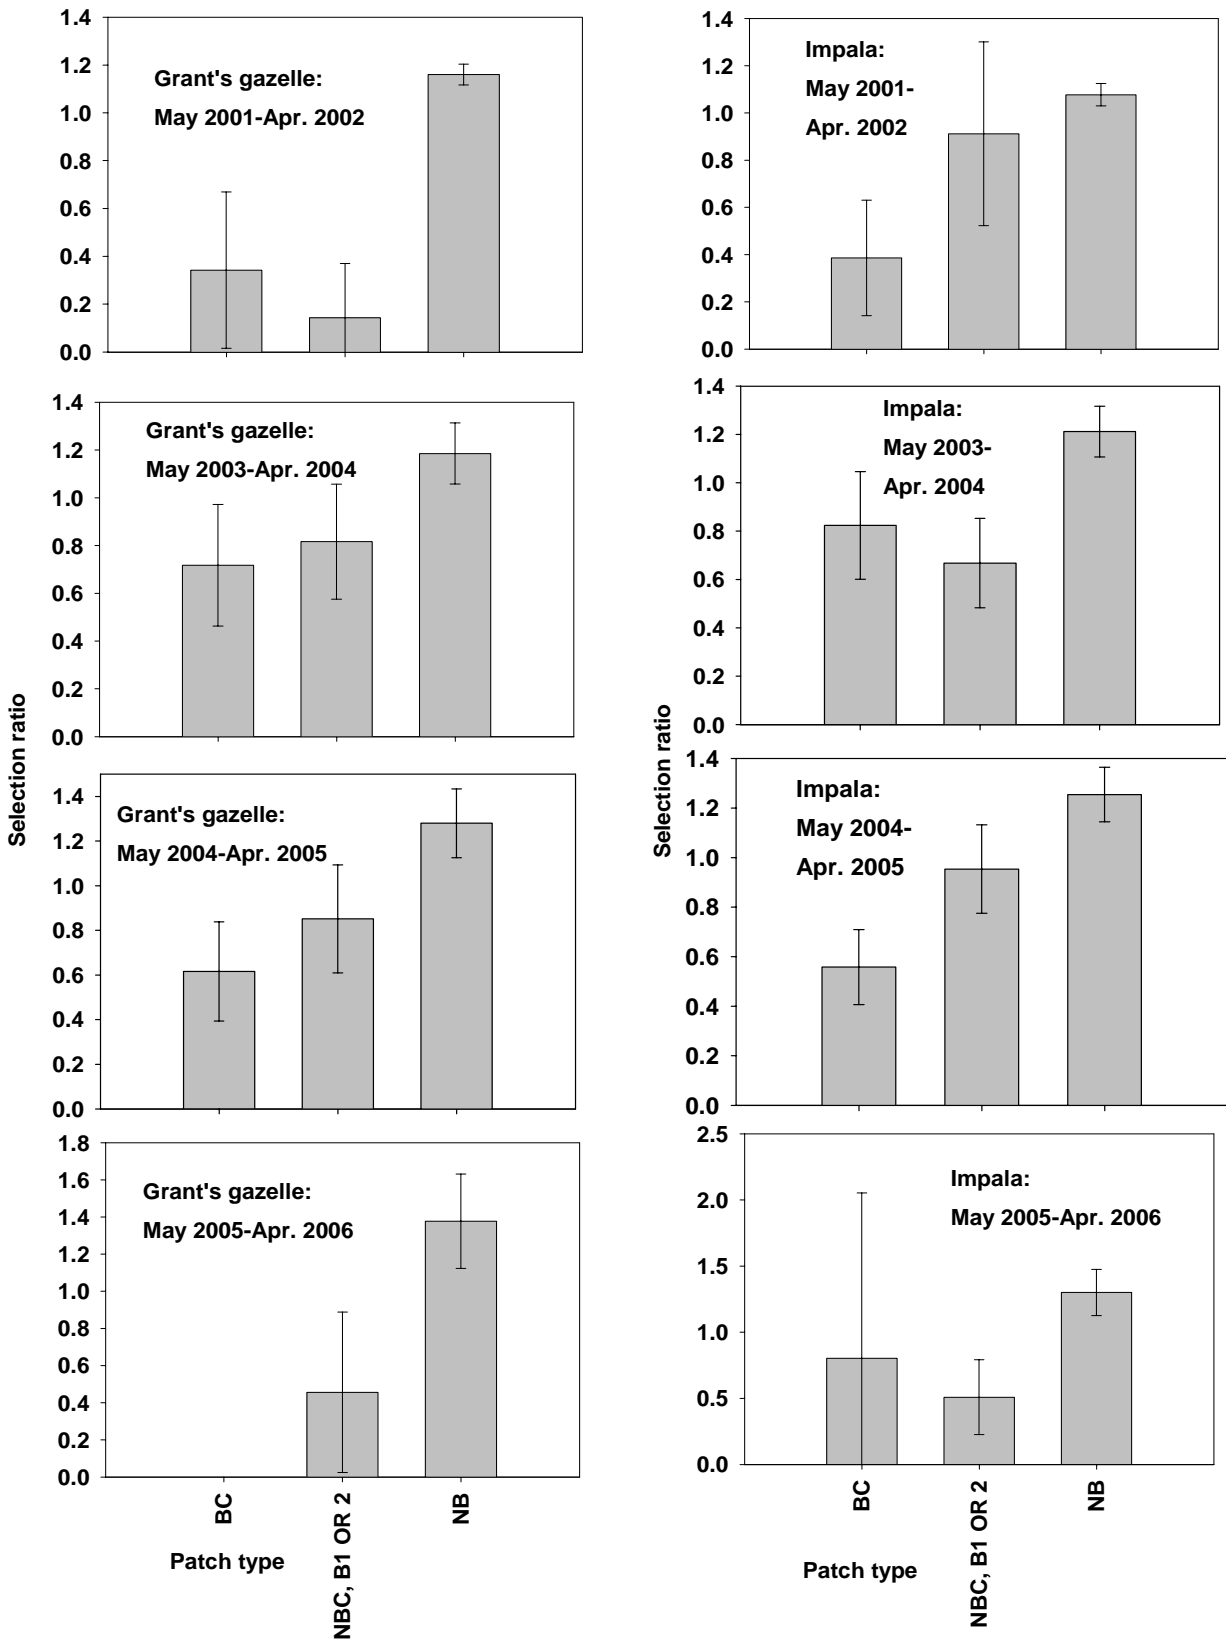 1.4
1.2
1.0
0.8
0.6
0.4
0.2
0.0
Grant's gazelle:
May 2001-Apr. 2002
1.4
1.2
1.0
0.8
0.6
0.4
0.2
0.0
Grant's gazelle:
May 2003-Apr. 2004
1.4
1.2
1.0
0.8
0.6
0.4
0.2
0.0
Grant's gazelle:
May 2004-Apr. 2005
1.8
1.6
1.4
1.2
1.0
0.8
0.6
0.4
0.2
0.0
Grant's gazelle:
May 2005-Apr. 2006
Selection ratio
BC
NBC, B1 OR 2
NB
Patch type
1.4
1.2
1.0
0.8
0.6
0.4
0.2
0.0
Impala:
May 2001-
Apr. 2002
1.4
1.2
1.0
0.8
0.6
0.4
0.2
0.0
Impala:
May 2003-
Apr. 2004
1.4
1.2
1.0
0.8
0.6
0.4
0.2
0.0
Impala:
May 2004-
Apr. 2005
2.5
2.0
1.5
1.0
0.5
0.0
Impala:
May 2005-Apr. 2006
Selection ratio
BC
NBC, B1 OR 2
NB
Patch type